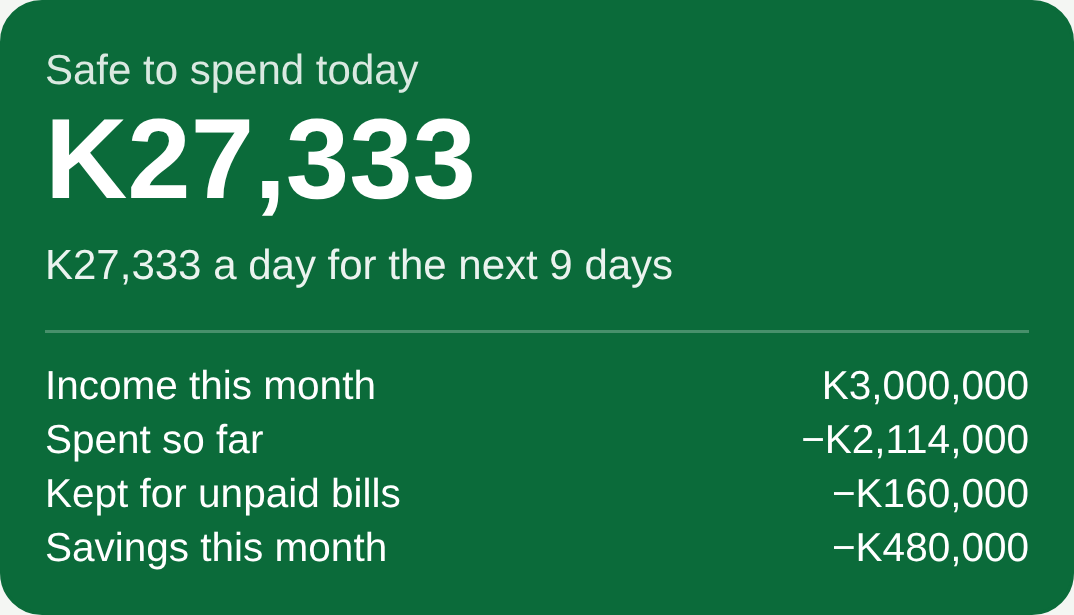 Safe to spend today
K27,333
K27,333 a day for the next 9 days
Income this month K3,000,000
Spent so far −K2,114,000
Kept for unpaid bills −K160,000
Savings this month −K480,000